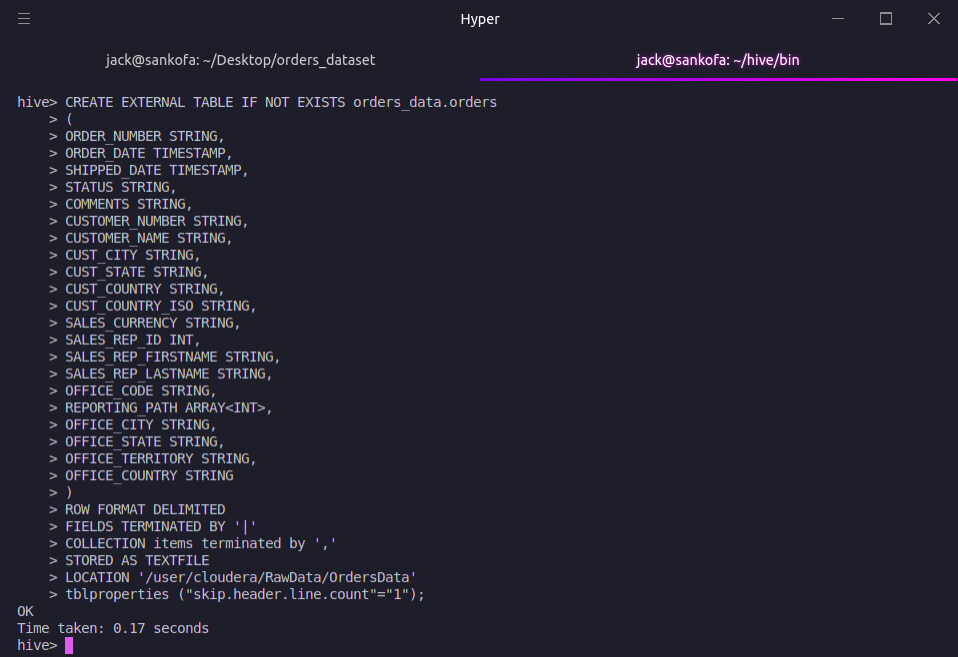 Hyper
jack@sankofa: ~/Desktop/orders_dataset
jack@sankofa: ~/hive/bin
hive> CREATE EXTERNAL TABLE IF NOT EXISTS orders_data.orders
    > (
    > ORDER_NUMBER STRING,
    > ORDER_DATE TIMESTAMP,
    > SHIPPED_DATE TIMESTAMP,
    > STATUS STRING,
    > COMMENTS STRING,
    > CUSTOMER_NUMBER STRING,
    > CUSTOMER_NAME STRING,
    > CUST_CITY STRING,
    > CUST_STATE STRING,
    > CUST_COUNTRY STRING,
    > CUST_COUNTRY_ISO STRING,
    > SALES_CURRENCY STRING,
    > SALES_REP_ID INT,
    > SALES_REP_FIRSTNAME STRING,
    > SALES_REP_LASTNAME STRING,
    > OFFICE_CODE STRING,
    > REPORTING_PATH ARRAY<INT>,
    > OFFICE_CITY STRING,
    > OFFICE_STATE STRING,
    > OFFICE_TERRITORY STRING,
    > OFFICE_COUNTRY STRING
    > )
    > ROW FORMAT DELIMITED
    > FIELDS TERMINATED BY '|'
    > COLLECTION items terminated by ','
    > STORED AS TEXTFILE
    > LOCATION '/user/cloudera/RawData/OrdersData'
    > tblproperties ("skip.header.line.count"="1");
OK
Time taken: 0.17 seconds
hive>